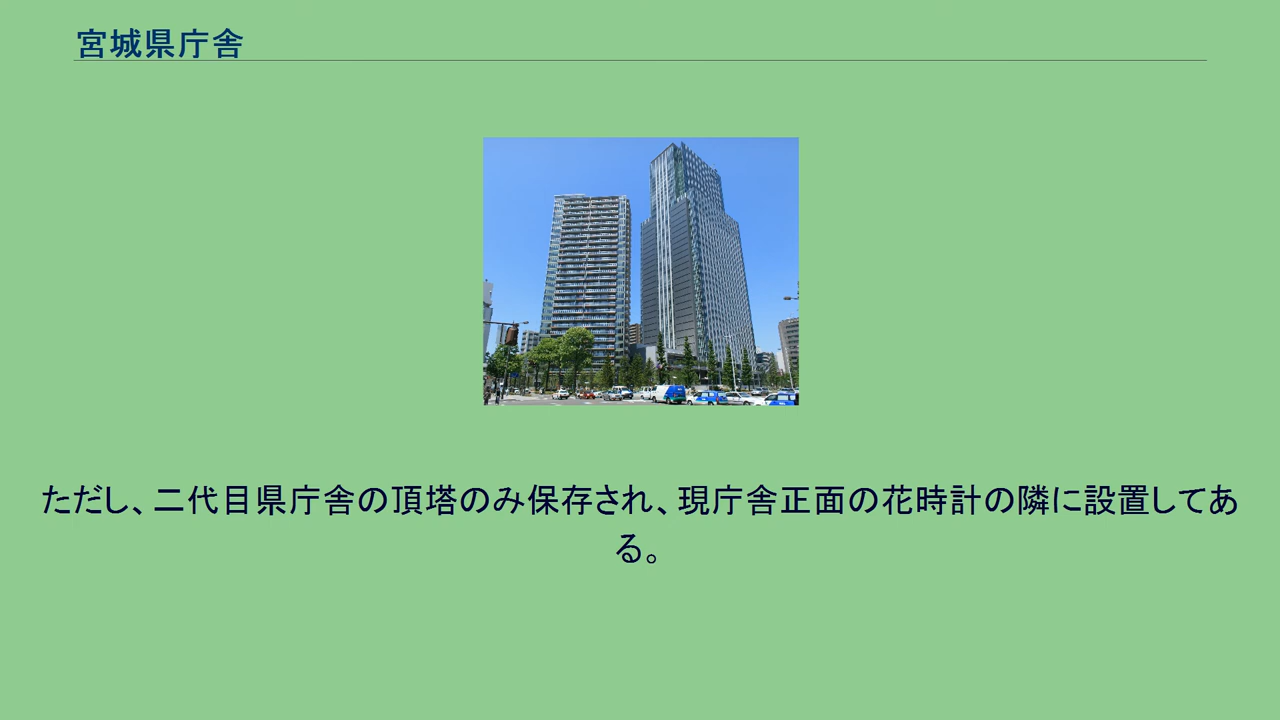 宮城県庁舎
ただし、二代目県庁舎の頂塔のみ保存され、現庁舎正面の花時計の隣に設置してあ
る。